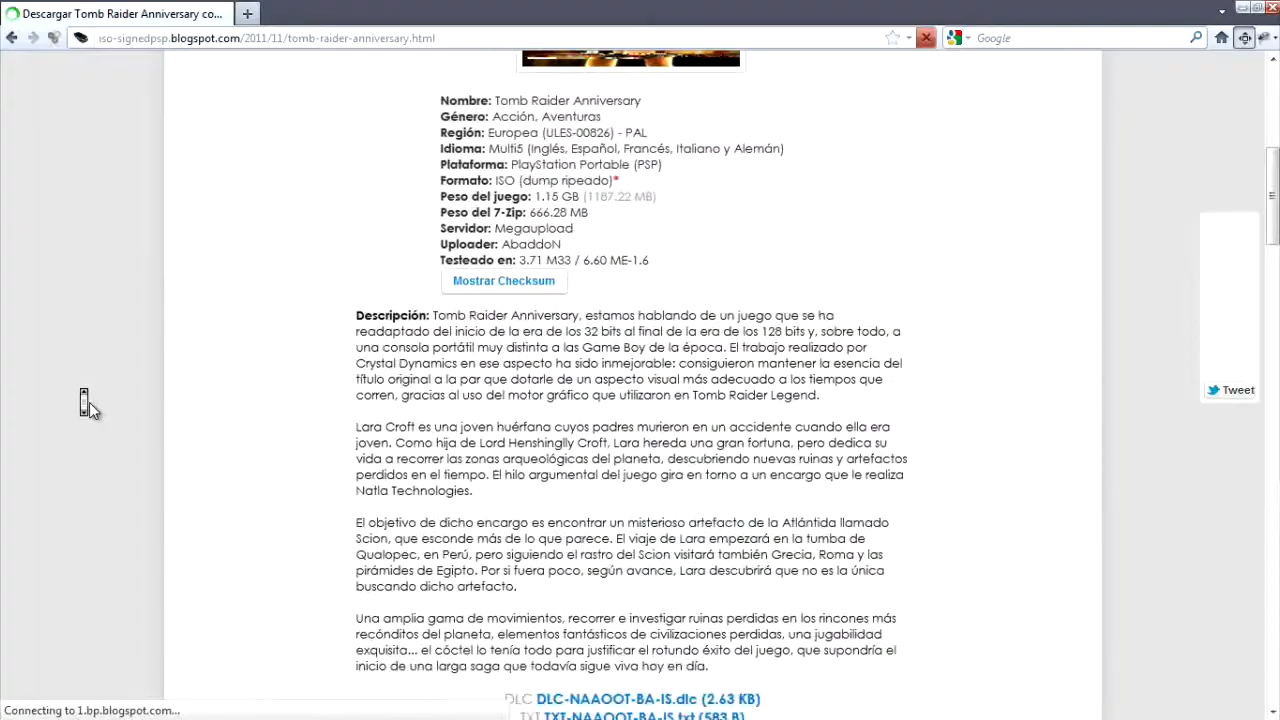 Descargar Tomb Raider Anniversary co...
iso-signedpsp.blogspot.com/2011/11/tomb-raider-anniversary.html
Google
Nombre: Tomb Raider Anniversary
Género: Acción, Aventuras
Región: Europea (ULES-00826) - PAL
Idioma: Multi5 (Inglés, Español, Francés, Italiano y Alemán)
Plataforma: PlayStation Portable (PSP)
Formato: ISO (dump ripeado)*
Peso del juego: 1.15 GB (1187.22 MB)
Peso del 7-Zip: 666.28 MB
Servidor: Megaupload
Uploader: AbaddoN
Testeado en: 3.71 M33 / 6.60 ME-1.6
Mostrar Checksum
Descripción: Tomb Raider Anniversary, estamos hablando de un juego que se ha
readaptado del inicio de la era de los 32 bits al final de la era de los 128 bits y, sobre todo, a
una consola portátil muy distinta a las Game Boy de la época. El trabajo realizado por
Crystal Dynamics en ese aspecto ha sido inmejorable: consiguieron mantener la esencia del
título original a la par que dotarle de un aspecto visual más adecuado a los tiempos que
corren, gracias al uso del motor gráfico que utilizaron en Tomb Raider Legend.
Tweet
Lara Croft es una joven huérfana cuyos padres murieron en un accidente cuando ella era
joven. Como hija de Lord Henshinglly Croft, Lara hereda una gran fortuna, pero dedica su
vida a recorrer las zonas arqueológicas del planeta, descubriendo nuevas ruinas y artefactos
perdidos en el tiempo. El hilo argumental del juego gira en torno a un encargo que le realiza
Natla Technologies.
El objetivo de dicho encargo es encontrar un misterioso artefacto de la Atlántida llamado
Scion, que esconde más de lo que parece. El viaje de Lara empezará en la tumba de
Qualopec, en Perú, pero siguiendo el rastro del Scion visitará también Grecia, Roma y las
pirámides de Egipto. Por si fuera poco, según avance, Lara descubrirá que no es la única
buscando dicho artefacto.
Una amplia gama de movimientos, recorrer e investigar ruinas perdidas en los rincones más
recónditos del planeta, elementos fantásticos de civilizaciones perdidas, una jugabilidad
exquisita... el cóctel lo tenía todo para justificar el rotundo éxito del juego, que supondría el
inicio de una larga saga que todavía sigue viva hoy en día.
DLC DLC-NAAOOT-BA-IS.dlc (2.63 KB)
TXT TXT-NAAOOT-BA-IS.txt (583 B)
Connecting to 1.bp.blogspot.com...